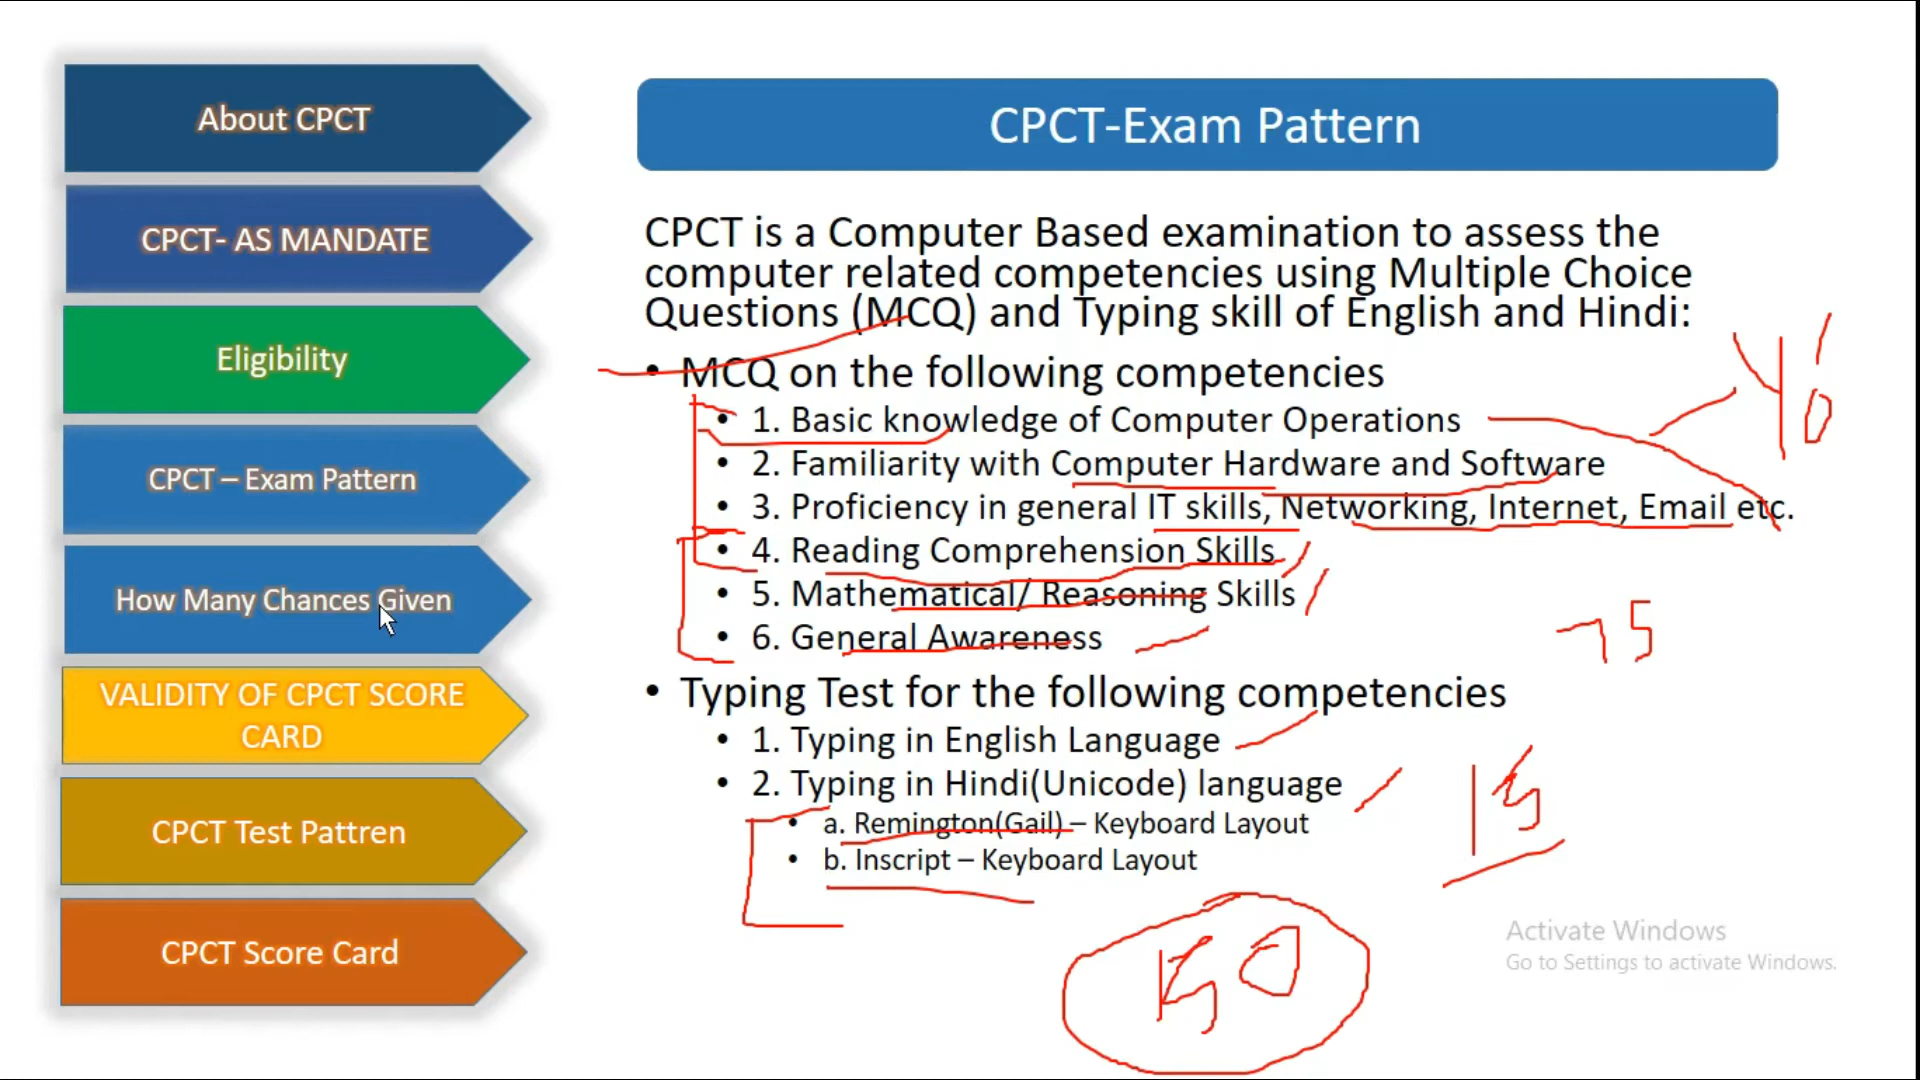 About CPCT
CPCT- AS MANDATE
Eligibility
CPCT – Exam Pattern
How Many Chances Given
VALIDITY OF CPCT SCORE
CARD
CPCT Test Pattren
CPCT Score Card
CPCT-Exam Pattern
CPCT is a Computer Based examination to assess the
computer related competencies using Multiple Choice
Questions (MCQ) and Typing skill of English and Hindi:
• MCQ on the following competencies
• 1. Basic knowledge of Computer Operations
• 2. Familiarity with Computer Hardware and Software
• 3. Proficiency in general IT skills, Networking, Internet, Email etc.
• 4. Reading Comprehension Skills
• 5. Mathematical/ Reasoning Skills
• 6. General Awareness
75
• Typing Test for the following competencies
• 1. Typing in English Language
• 2. Typing in Hindi(Unicode) language
• a. Remington(Gail) – Keyboard Layout
• b. Inscript – Keyboard Layout
15
Activate Windows
Go to Settings to activate Windows.